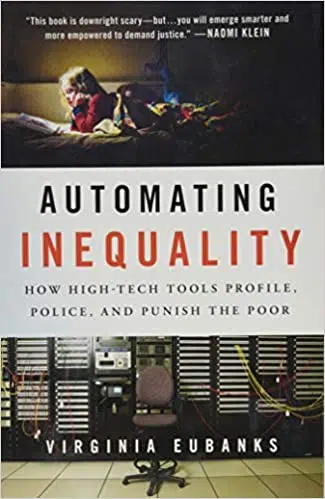 "This book is downright scary—but...you will emerge smarter and
more empowered to demand justice." —NAOMI KLEIN
AUTOMATING
INEQUALITY
HOW HIGH-TECH TOOLS PROFILE,
POLICE, AND PUNISH THE POOR
VIRGINIA EUBANKS